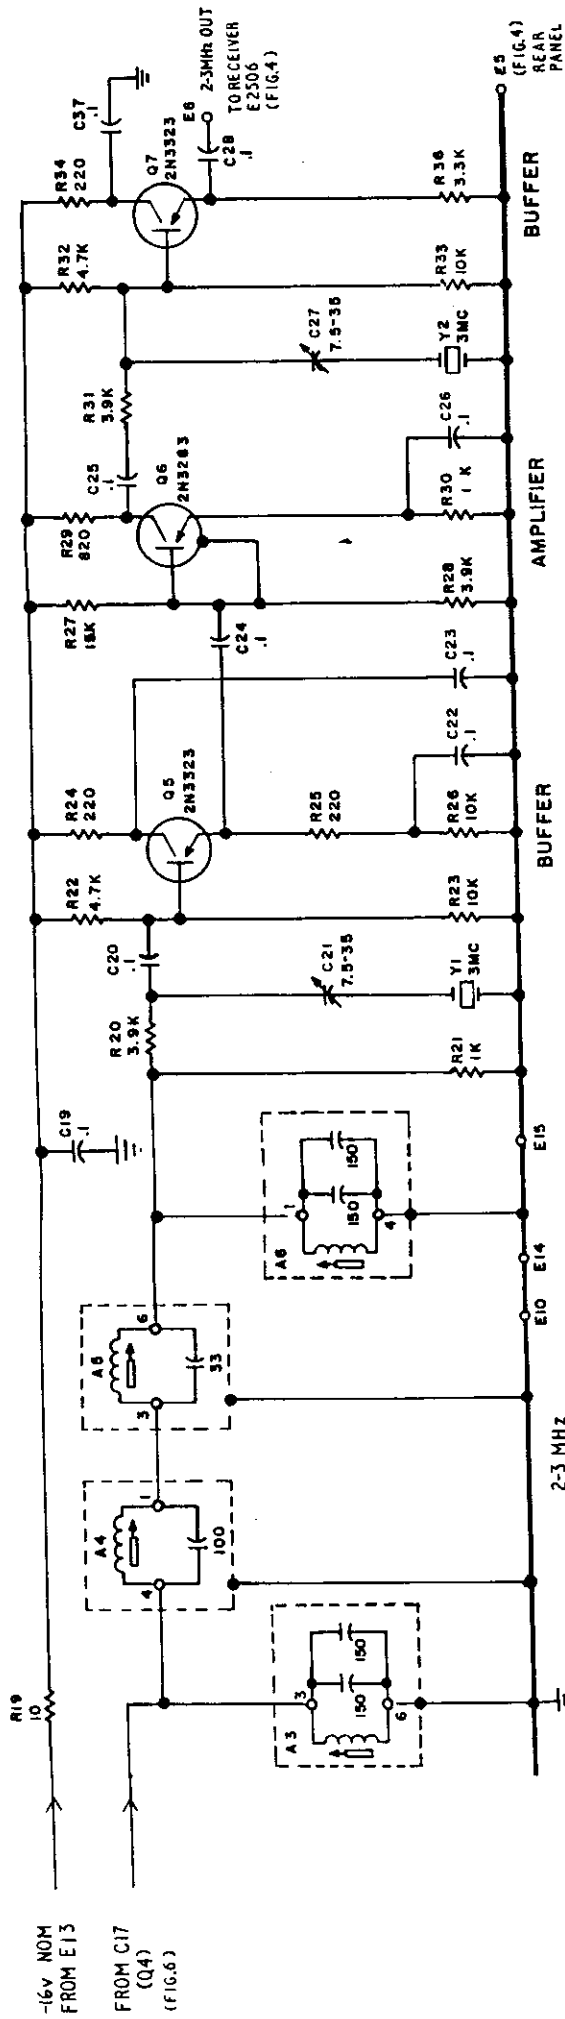 -16v NOM
FROM E13
FROM C17
(Q4)
(FIG.6)
R19
10
A3
3
150
150
6
A4
4
1
100
A5
3
6
33
2-3 MHz
E10
E14
E15
A6
1
150
150
4
C19
.1
R20
3.9K
R21
1K
C20
.1
C21
7.5-35
Y1
3MC
R22
4.7K
R23
10K
R24
220
Q5
2N3323
R25
220
R26
10K
C22
.1
C23
.1
BUFFER
C24
.1
R27
15K
R28
3.9K
R29
820
C25
.1
Q6
2N3283
R30
1K
C26
.1
AMPLIFIER
R31
3.9K
C27
7.5-35
Y2
3MC
R32
4.7K
R33
10K
R34
220
Q7
2N3323
C37
.1
C28
.1
E6
2-3MHz OUT
TO RECEIVER
E2506
(FIG.4)
R36
3.3K
BUFFER
E5
(FIG.4)
REAR
PANEL